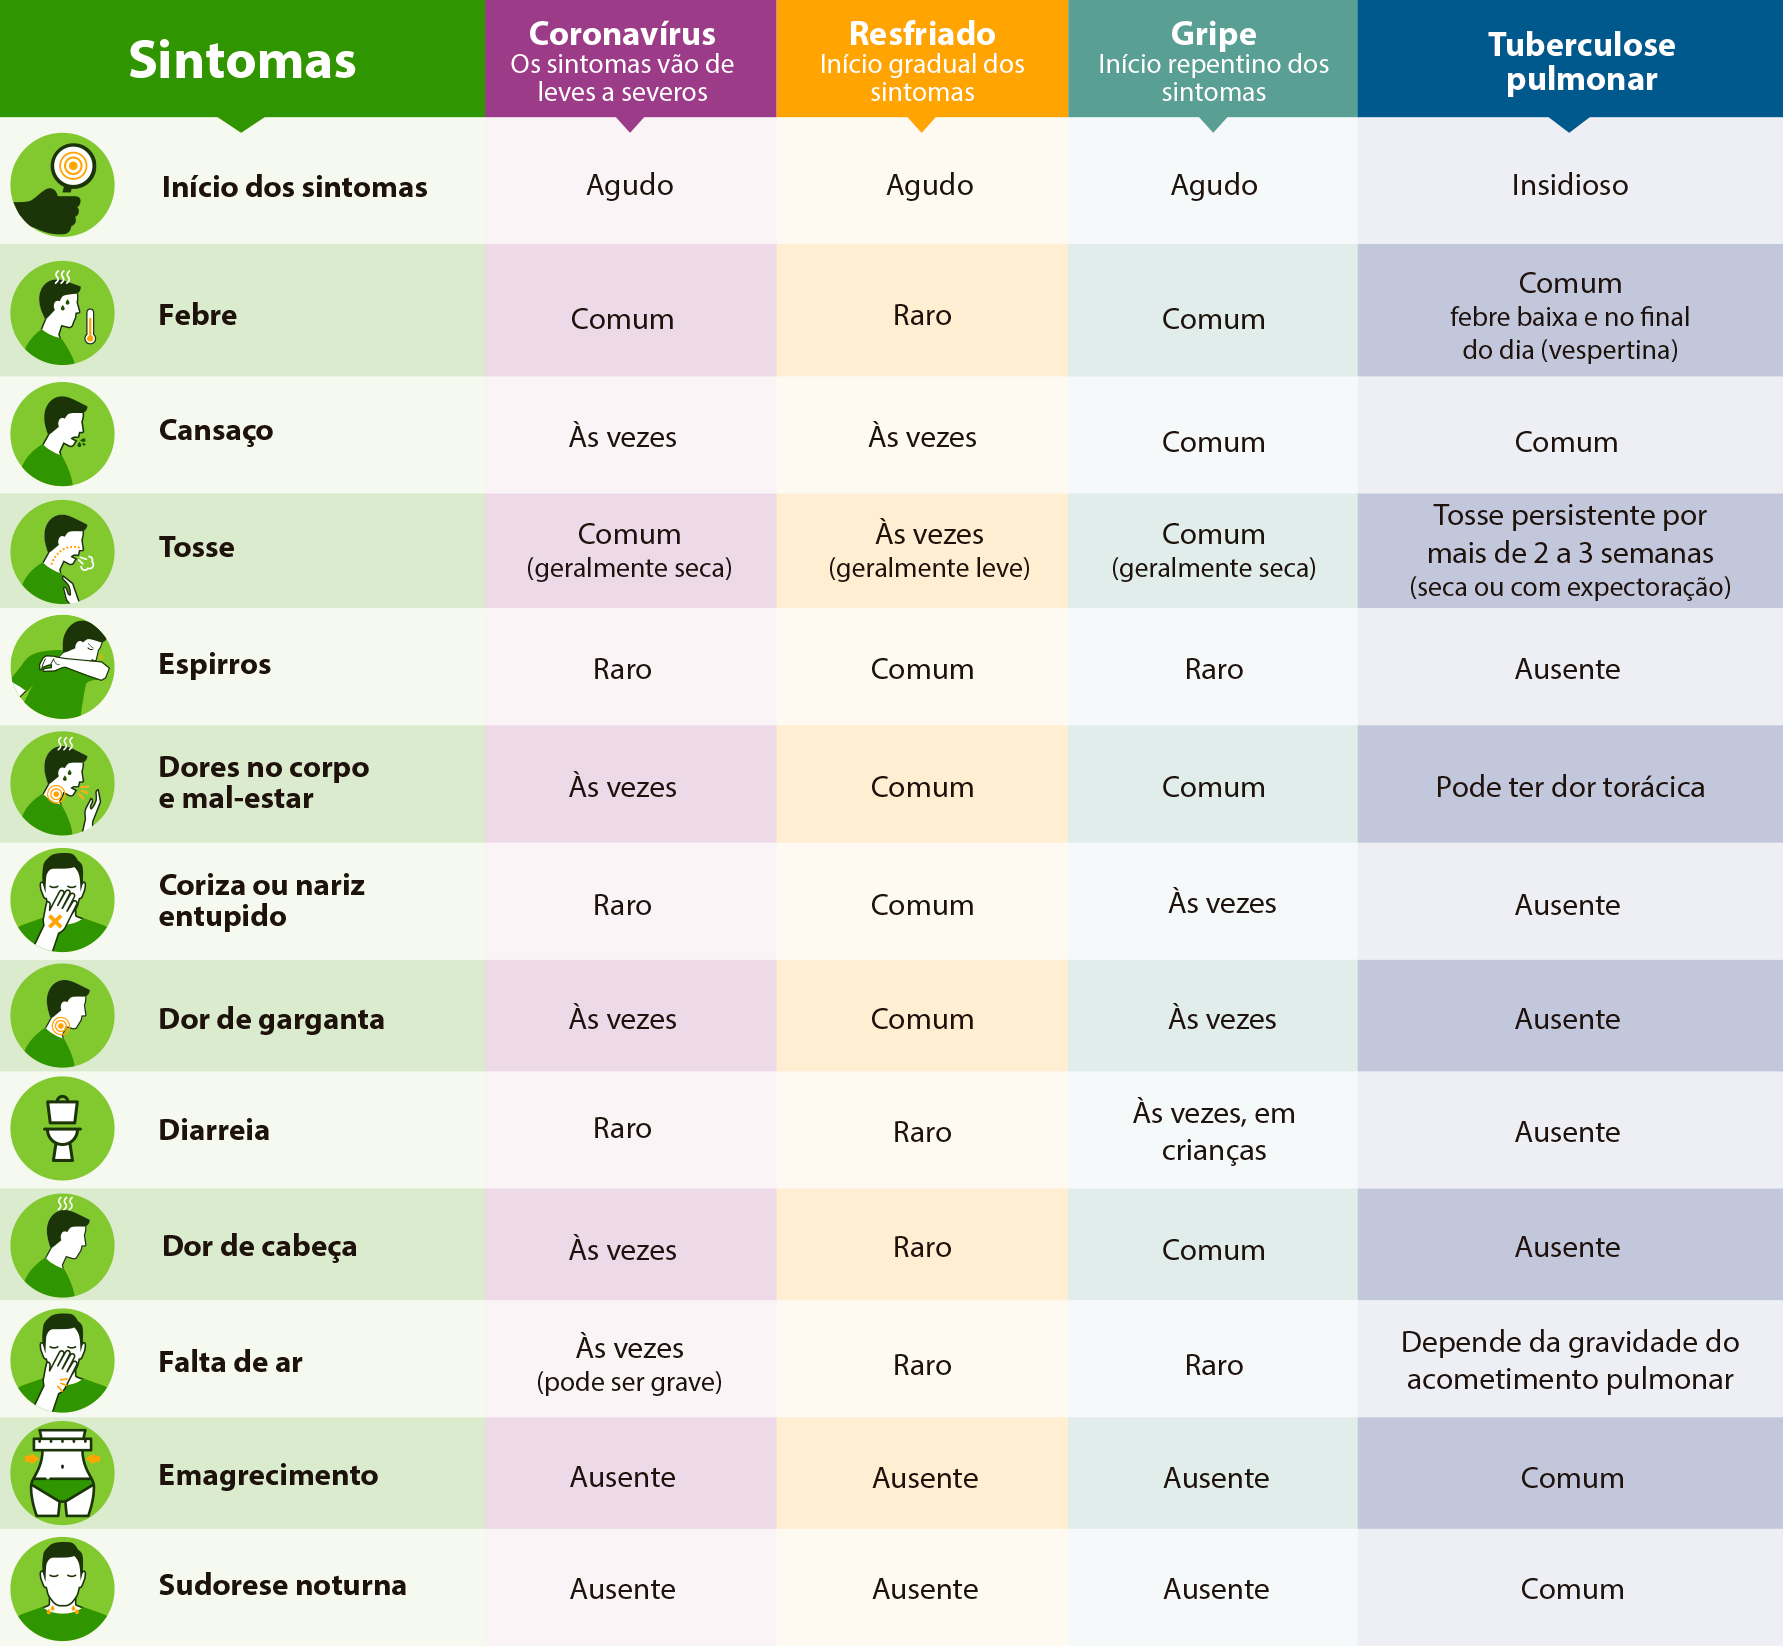 Sintomas
Coronavírus
Os sintomas vão de
leves a severos
Resfriado
Início gradual dos
sintomas
Gripe
Início repentino dos
sintomas
Tuberculose
pulmonar
Início dos sintomas
Agudo
Agudo
Agudo
Insidioso
Febre
Comum
Raro
Comum
Comum
febre baixa e no final
do dia (vespertina)
Cansaço
Às vezes
Às vezes
Comum
Comum
Tosse
Comum
(geralmente seca)
Às vezes
(geralmente leve)
Comum
(geralmente seca)
Tosse persistente por
mais de 2 a 3 semanas
(seca ou com expectoração)
Espirros
Raro
Comum
Raro
Ausente
Dores no corpo
e mal-estar
Às vezes
Comum
Comum
Pode ter dor torácica
Coriza ou nariz
entupido
Raro
Comum
Às vezes
Ausente
Dor de garganta
Às vezes
Comum
Às vezes
Ausente
Diarreia
Raro
Raro
Às vezes, em
crianças
Ausente
Dor de cabeça
Às vezes
Raro
Comum
Ausente
Falta de ar
Às vezes
(pode ser grave)
Raro
Raro
Depende da gravidade do
acometimento pulmonar
Emagrecimento
Ausente
Ausente
Ausente
Comum
Sudorese noturna
Ausente
Ausente
Ausente
Comum